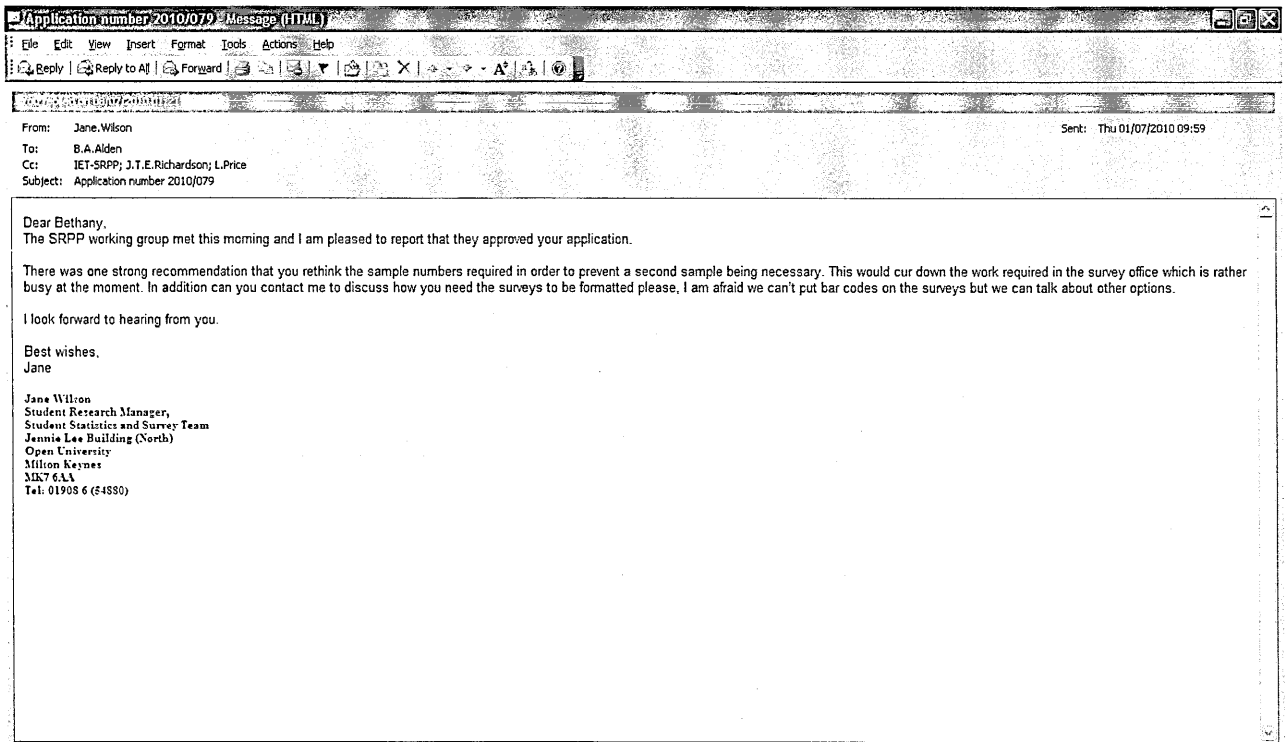 Application number 2010/079 - Message (HTML)
File Edit View Insert Format Tools Actions Help
Reply | Reply to All | Forward
From: Jane.Wilson Sent: Thu 01/07/2010 09:59
To: B.A.Alden
Cc: IET-SRPP; J.T.E.Richardson; L.Price
Subject: Application number 2010/079
Dear Bethany,
The SRPP working group met this morning and I am pleased to report that they approved your application.
There was one strong recommendation that you rethink the sample numbers required in order to prevent a second sample being necessary. This would cur down the work required in the survey office which is rather
busy at the moment. In addition can you contact me to discuss how you need the surveys to be formatted please, I am afraid we can't put bar codes on the surveys but we can talk about other options.
I look forward to hearing from you.
Best wishes,
Jane
Jane Wilson
Student Research Manager,
Student Statistics and Survey Team
Jennie Lee Building (North)
Open University
Milton Keynes
MK7 6AA
Tel: 01908 6 (54880)